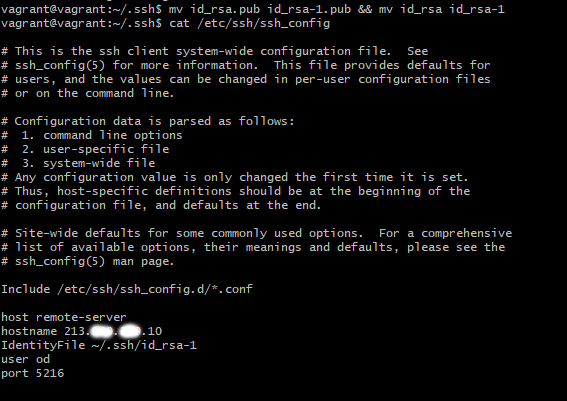 vagrant@vagrant:~/.ssh$ mv id_rsa.pub id_rsa-1.pub && mv id_rsa id_rsa-1
vagrant@vagrant:~/.ssh$ cat /etc/ssh/ssh_config
# This is the ssh client system-wide configuration file.  See
# ssh_config(5) for more information.  This file provides defaults for
# users, and the values can be changed in per-user configuration files
# or on the command line.
# Configuration data is parsed as follows:
#  1. command line options
#  2. user-specific file
#  3. system-wide file
# Any configuration value is only changed the first time it is set.
# Thus, host-specific definitions should be at the beginning of the
# configuration file, and defaults at the end.
# Site-wide defaults for some commonly used options.  For a comprehensive
# list of available options, their meanings and defaults, please see the
# ssh_config(5) man page.
Include /etc/ssh/ssh_config.d/*.conf
host remote-server
hostname 213. . .10
IdentityFile ~/.ssh/id_rsa-1
user od
port 5216